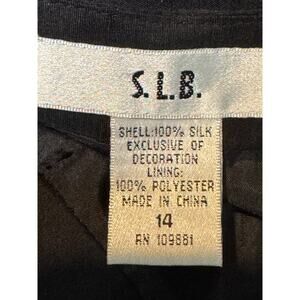 S.L.B.
SHELL:100% SILK
EXCLUSIVE OF
DECORATION
LINING:
100% POLYESTER
MADE IN CHINA
14
RN 109881